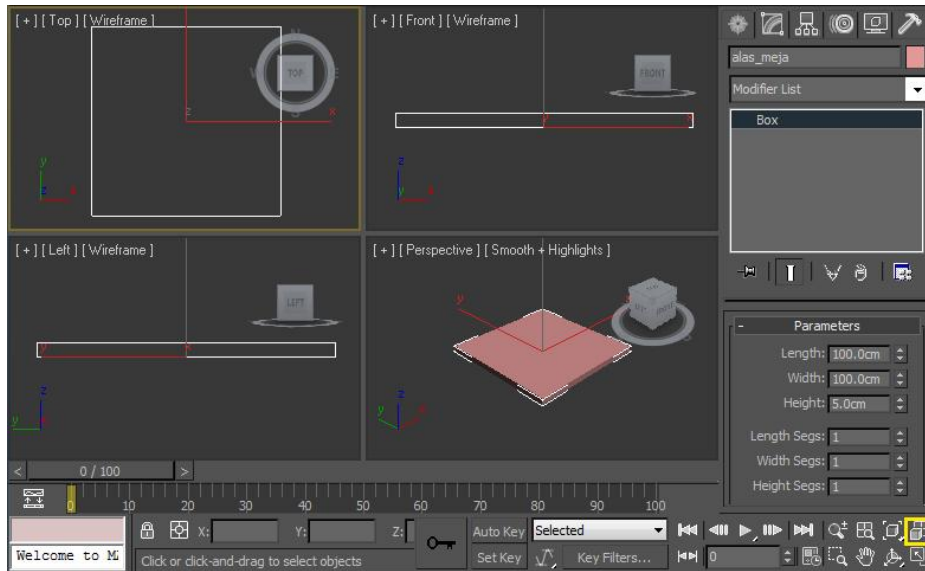 [ + ] [ Top ] [ Wireframe ]
N
W
TOP
E
S
z
x
y
z
x
[ + ] [ Front ] [ Wireframe ]
FRONT
y
x
z
y
x
[ + ] [ Left ] [ Wireframe ]
LEFT
y
x
z
y
[ + ] [ Perspective ] [ Smooth + Highlights ]
y
z
y
x
alas_meja
Modifier List
Box
- Parameters
Length: 100.0cm
Width: 100.0cm
Height: 5.0cm
Length Segs: 1
Width Segs: 1
Height Segs: 1
< 0 / 100 >
0 10 20 30 40 50 60 70 80 90 100
X: Y: Z: Auto Key Selected
Welcome to M
Click or click-and-drag to select objects
Set Key Key Filters... 0